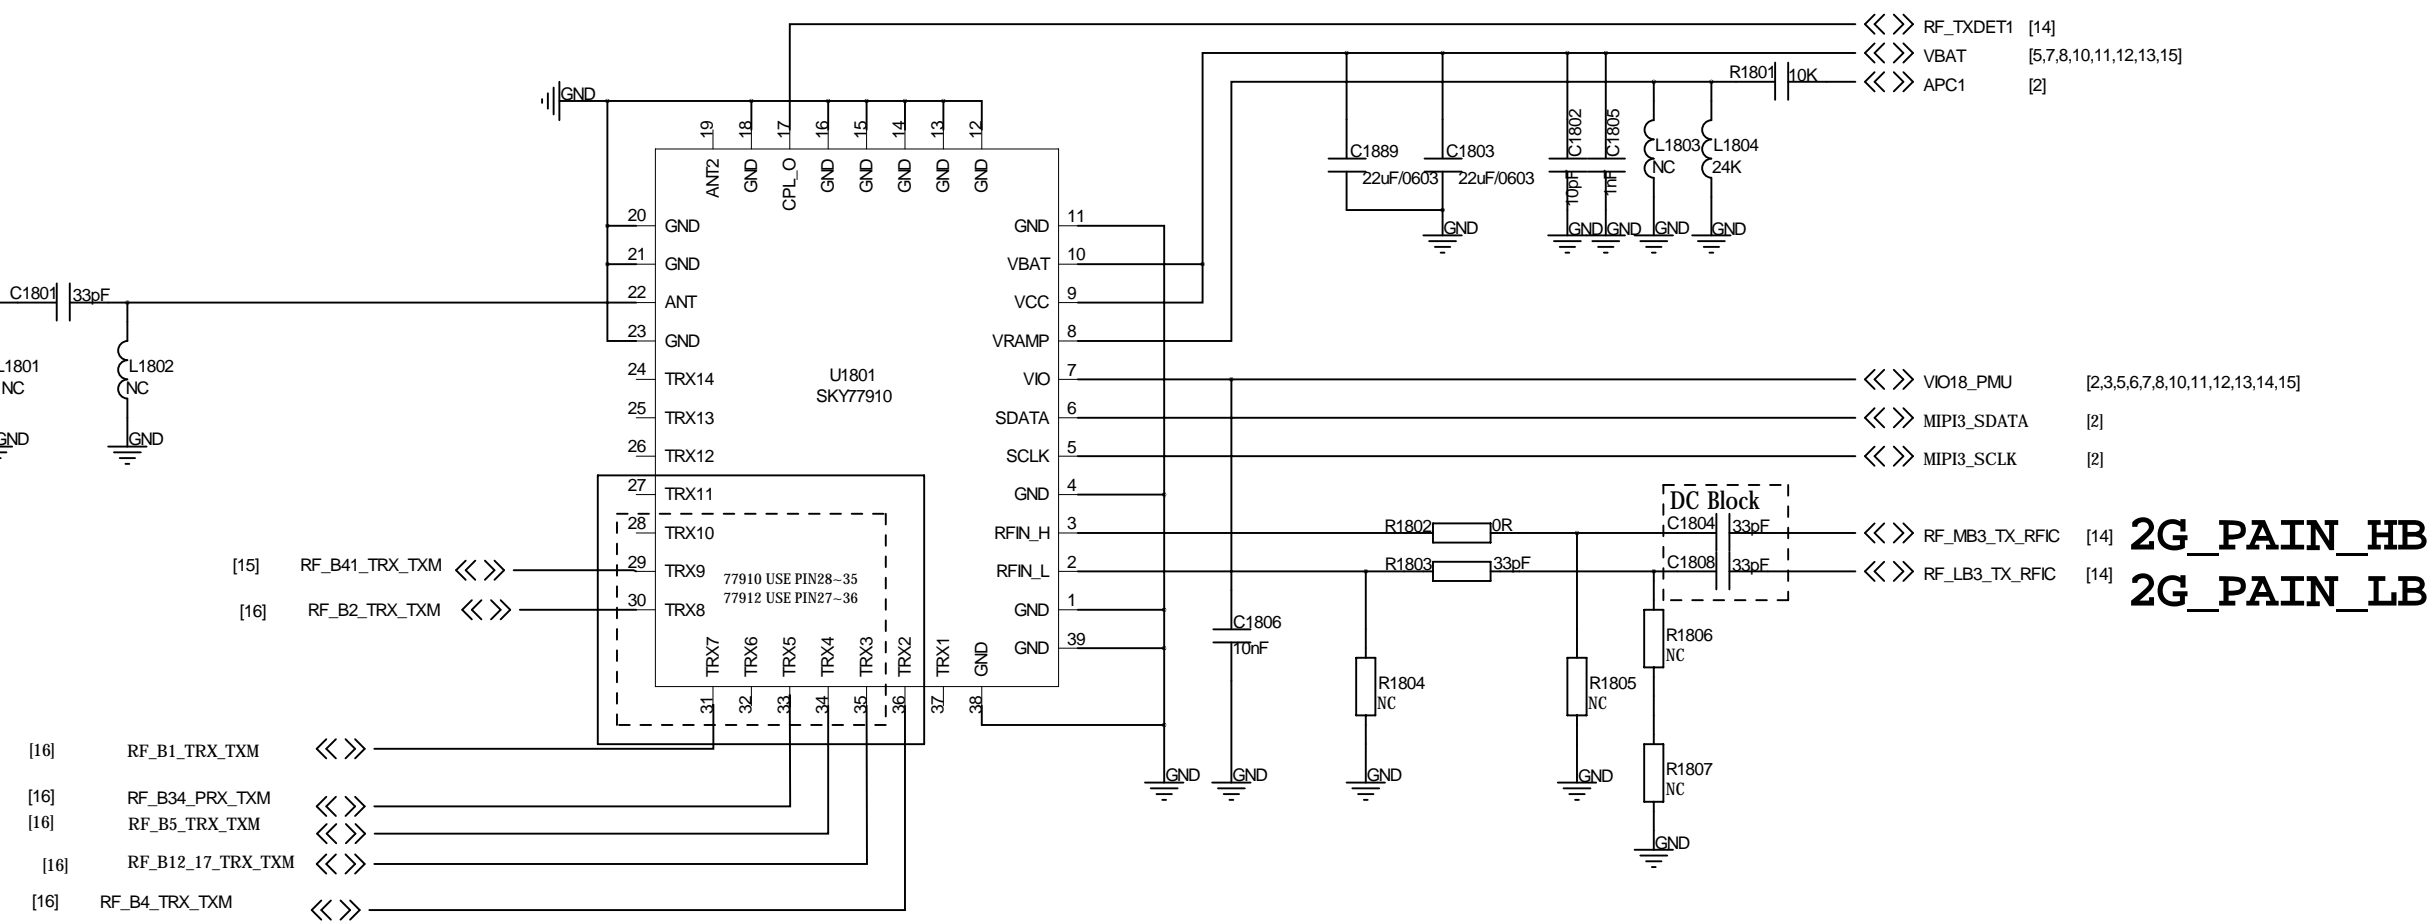 RF_TXDET1 [14]
VBAT [5,7,8,10,11,12,13,15]
R1801 10K APC1 [2]
GND
19 18 17 16 15 14 13 12
ANT2 GND CPL_O GND GND GND GND GND
C1889 22uF/0603
C1803 22uF/0603
C1802 10pF
C1805 1nF
L1803 NC
L1804 24K
GND GND GND GND GND
20 GND
21 GND
22 ANT
23 GND
24 TRX14
25 TRX13
26 TRX12
27 TRX11
28 TRX10
29 TRX9
30 TRX8
GND 11
VBAT 10
VCC 9
VRAMP 8
VIO 7
SDATA 6
SCLK 5
GND 4
RFIN_H 3
RFIN_L 2
GND 1
GND 39
C1801 33pF
L1801 NC
GND
L1802 NC
GND
U1801
SKY77910
77910 USE PIN28~35
77912 USE PIN27~36
TRX7 TRX6 TRX5 TRX4 TRX3 TRX2 TRX1 GND
31 32 33 34 35 36 37 38
VIO18_PMU [2,3,5,6,7,8,10,11,12,13,14,15]
MIPI3_SDATA [2]
MIPI3_SCLK [2]
DC Block
R1802 0R C1804 33pF RF_MB3_TX_RFIC [14] 2G_PAIN_HB
R1803 33pF C1808 33pF RF_LB3_TX_RFIC [14] 2G_PAIN_LB
C1806 10nF
R1804 NC
R1805 NC
R1806 NC
R1807 NC
GND GND GND GND
GND
[15] RF_B41_TRX_TXM
[16] RF_B2_TRX_TXM
[16] RF_B1_TRX_TXM
[16] RF_B34_PRX_TXM
[16] RF_B5_TRX_TXM
[16] RF_B12_17_TRX_TXM
[16] RF_B4_TRX_TXM